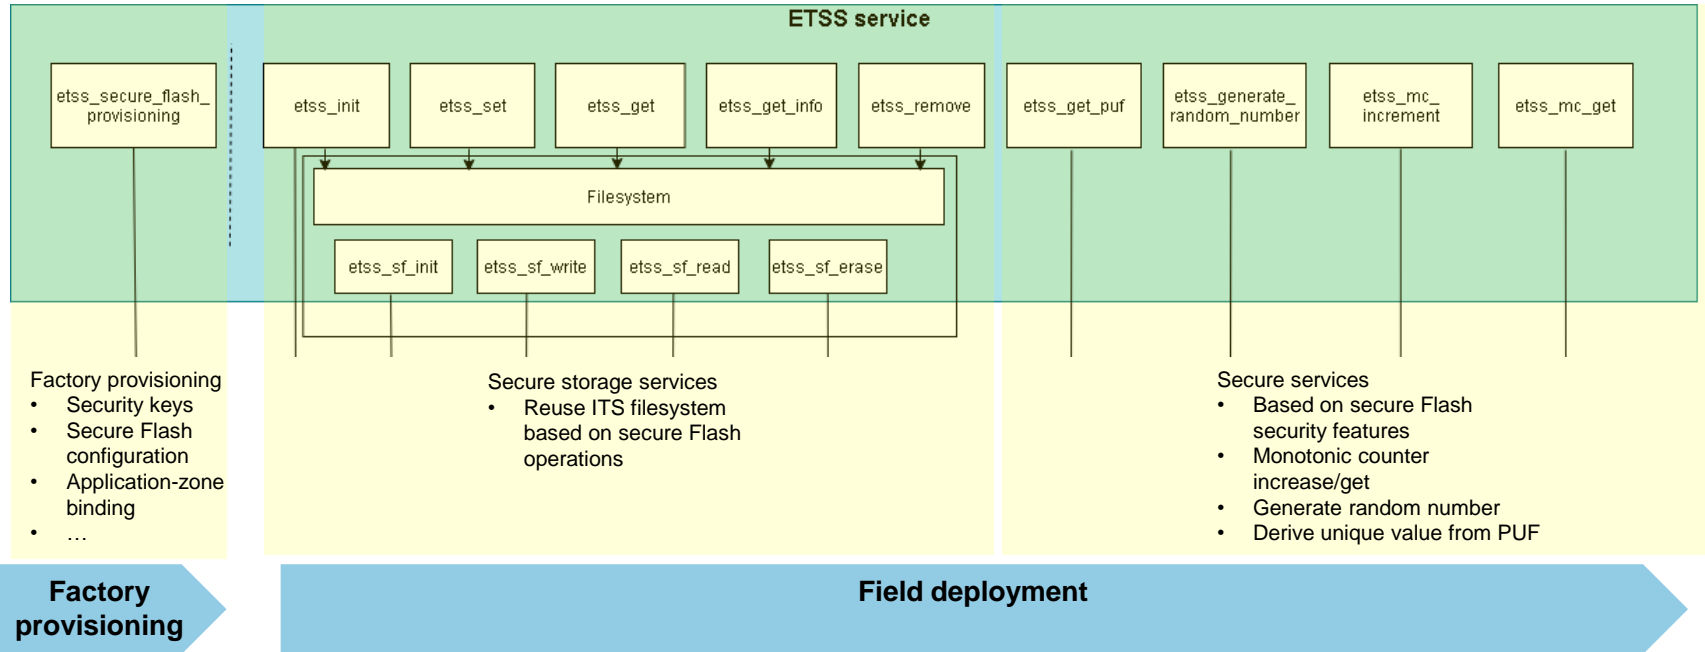 ETSS service
etss_secure_flash_
provisioning
etss_init
etss_set
etss_get
etss_get_info
etss_remove
etss_get_puf
etss_generate_
random_number
etss_mc_
increment
etss_mc_get
Filesystem
etss_sf_init
etss_sf_write
etss_sf_read
etss_sf_erase
Factory provisioning
• Security keys
• Secure Flash
configuration
• Application-zone
binding
• …
Secure storage services
• Reuse ITS filesystem
based on secure Flash
operations
Secure services
• Based on secure Flash
security features
• Monotonic counter
increase/get
• Generate random number
• Derive unique value from PUF
Factory
provisioning
Field deployment